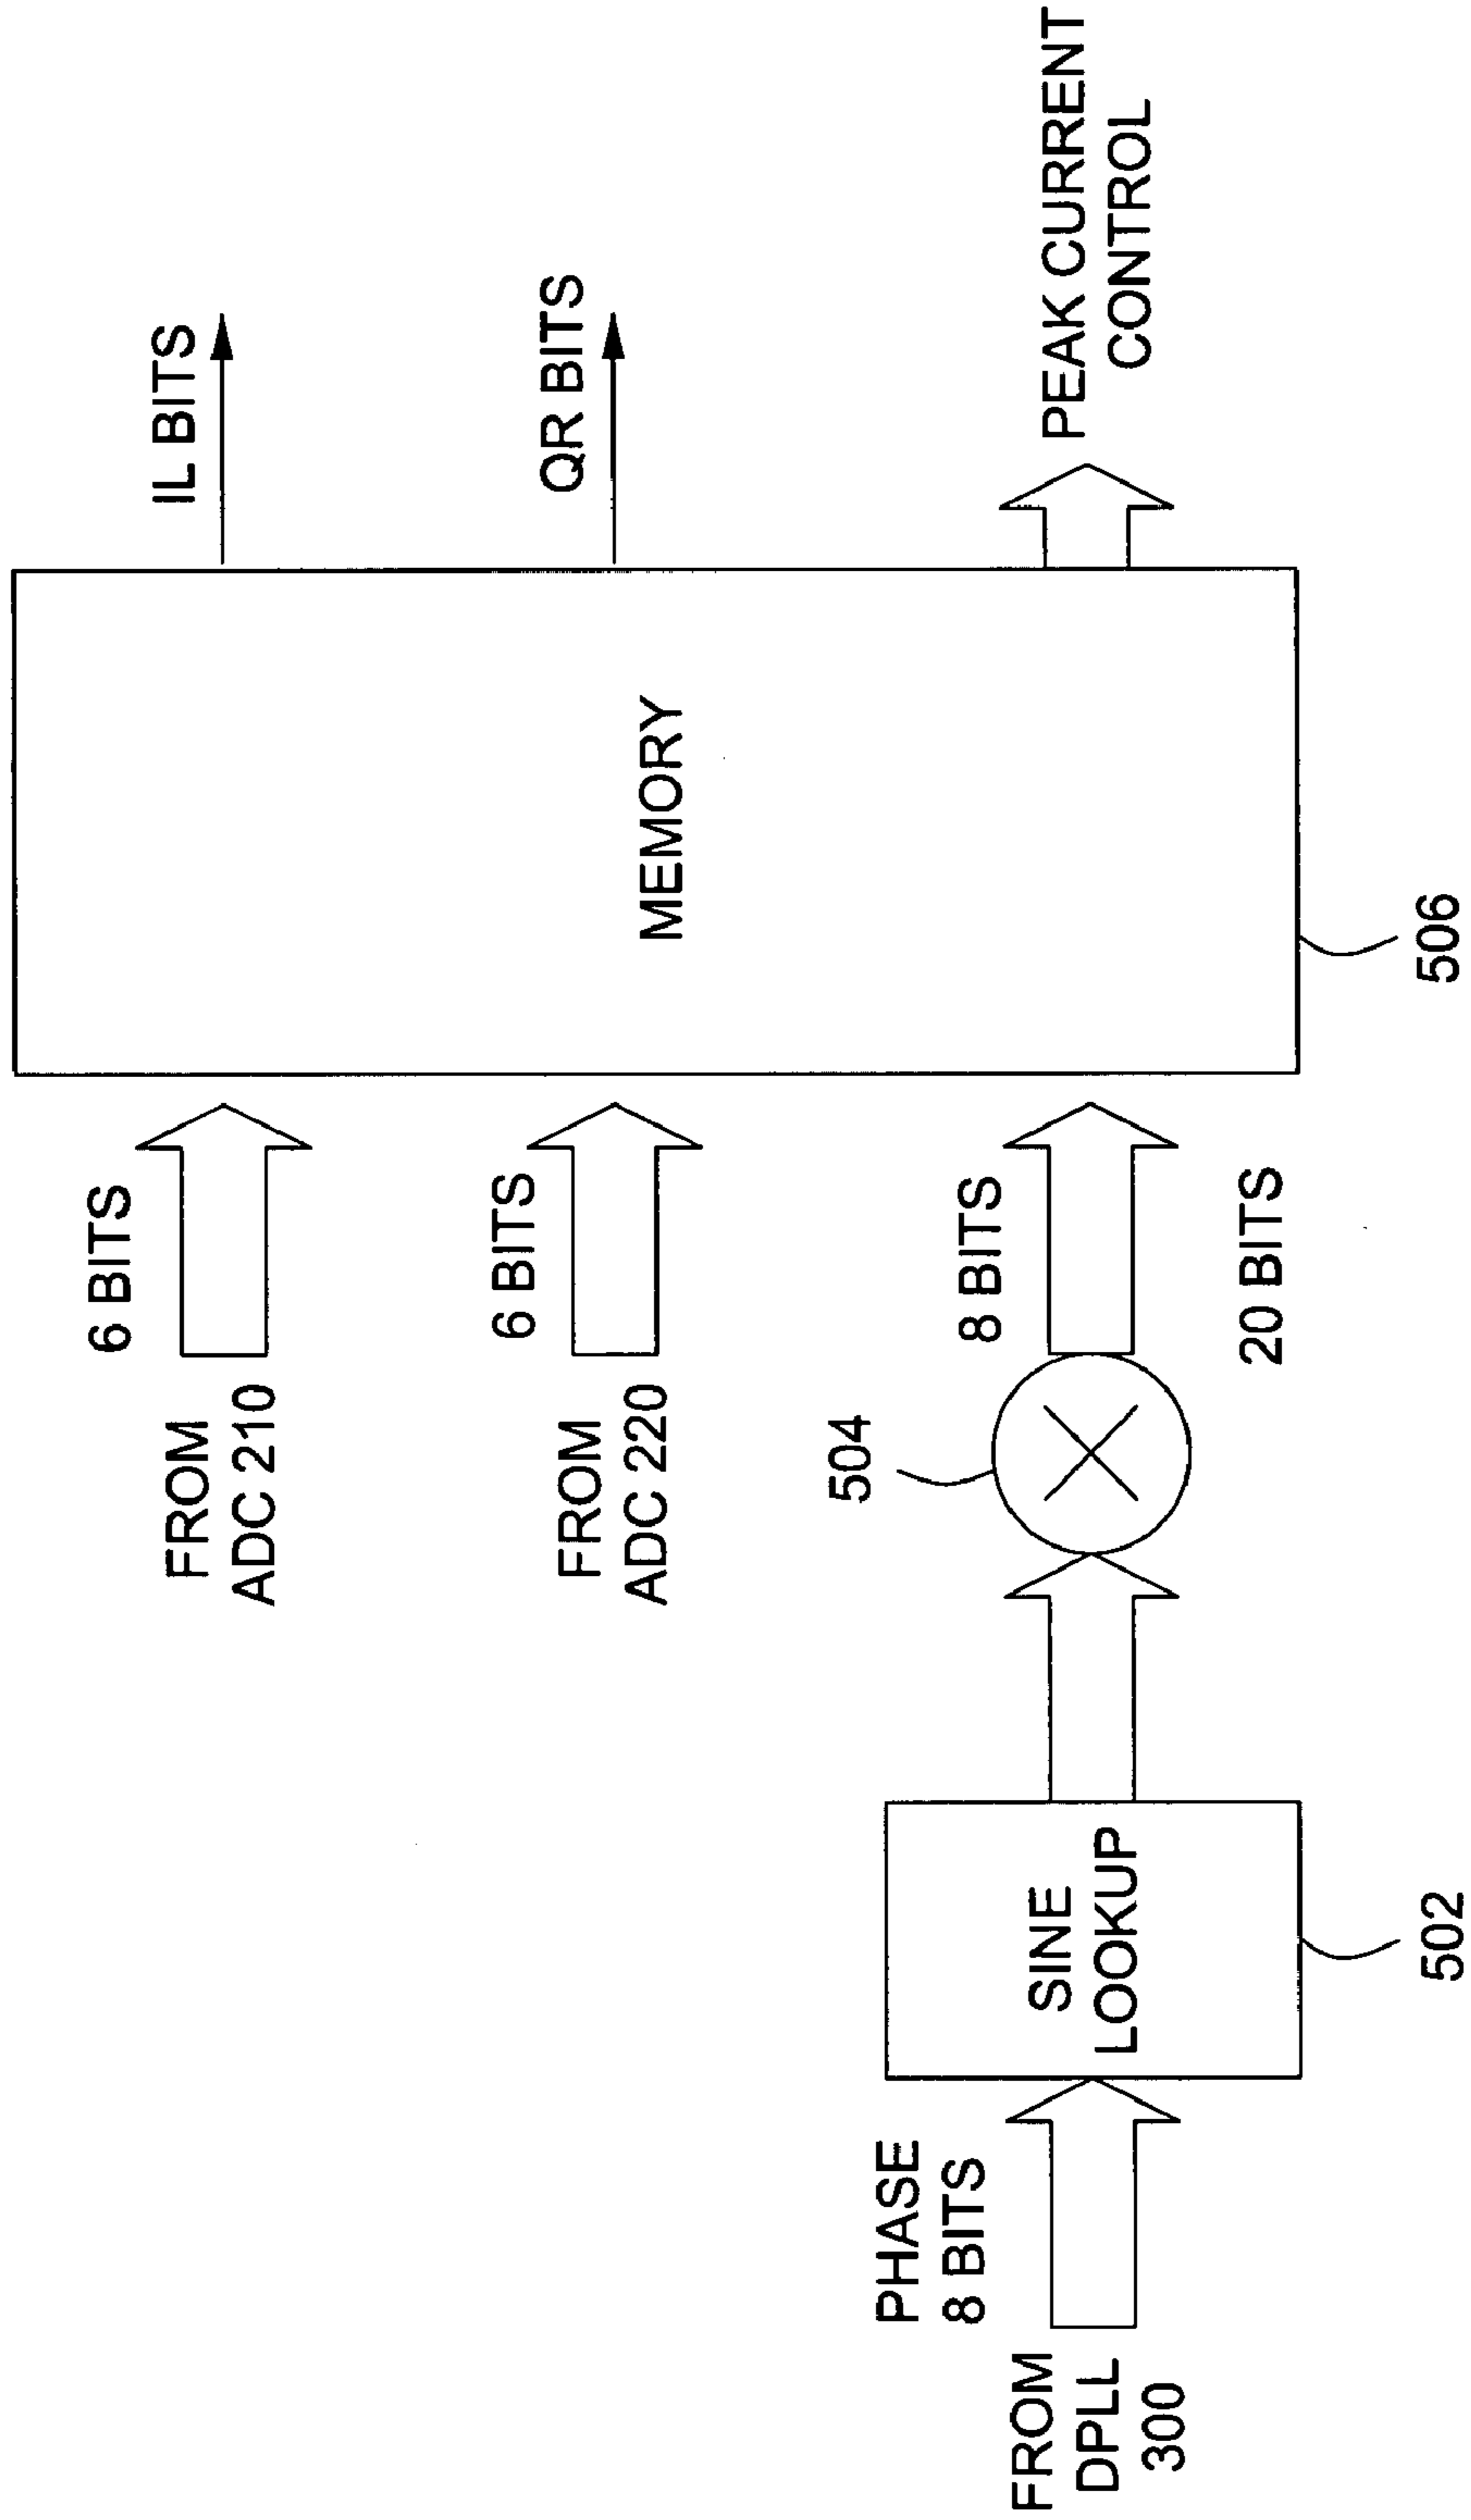 6 BITS
FROM
ADC 210
IL BITS
6 BITS
FROM
ADC 220
MEMORY
QR BITS
PHASE
8 BITS
FROM
DPLL
300
SINE
LOOKUP
502
504
8 BITS
20 BITS
506
PEAK CURRENT
CONTROL